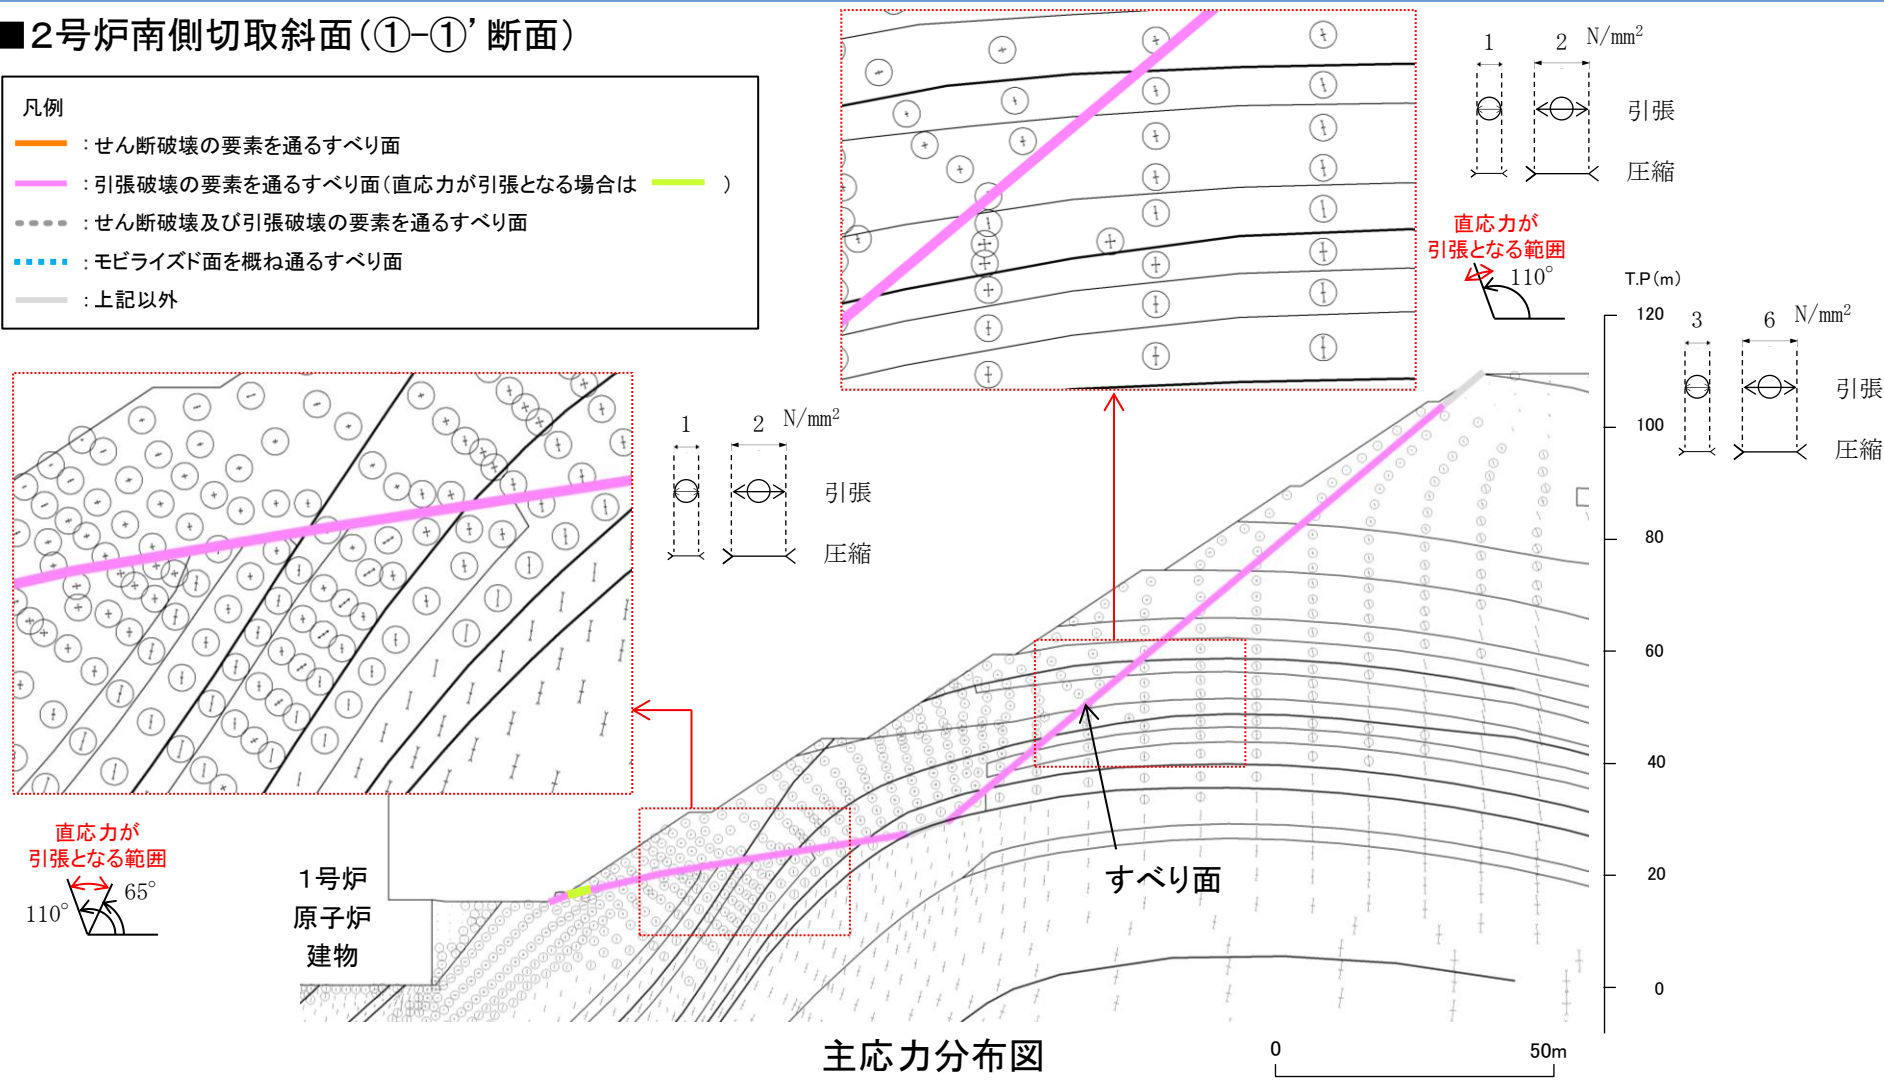 ■2号炉南側切取斜面(①-①’断面)
凡例
:せん断破壊の要素を通るすべり面
:引張破壊の要素を通るすべり面(直応力が引張となる場合は )
:せん断破壊及び引張破壊の要素を通るすべり面
:モビライズド面を概ね通るすべり面
:上記以外
1 2 N/mm²
引張
圧縮
直応力が
引張となる範囲
110°
T.P(m)
120
100
80
60
40
20
0
3 6 N/mm²
引張
圧縮
1 2 N/mm²
引張
圧縮
直応力が
引張となる範囲
110° 65°
1号炉
原子炉
建物
すべり面
主応力分布図
0 50m